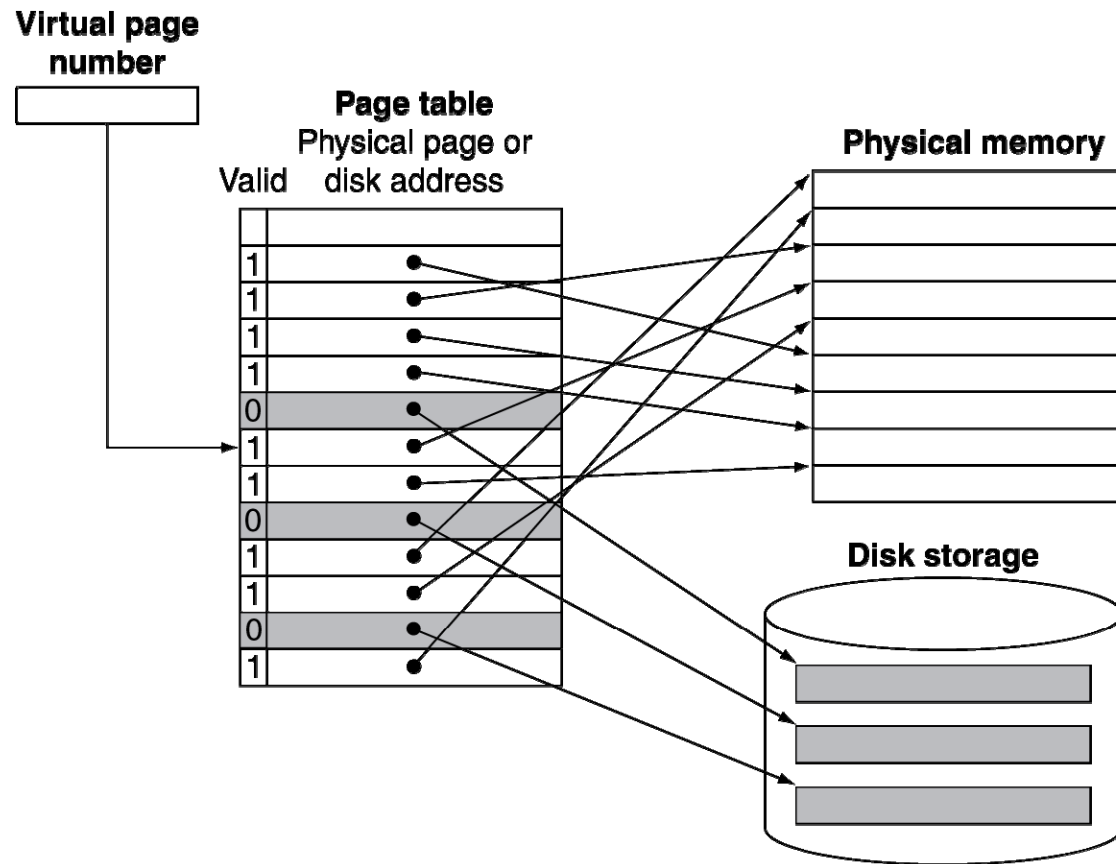 Virtual page
number
Page table
Physical page or
Valid disk address
Physical memory
1
1
1
1
0
1
1
0
1
1
0
1
Disk storage